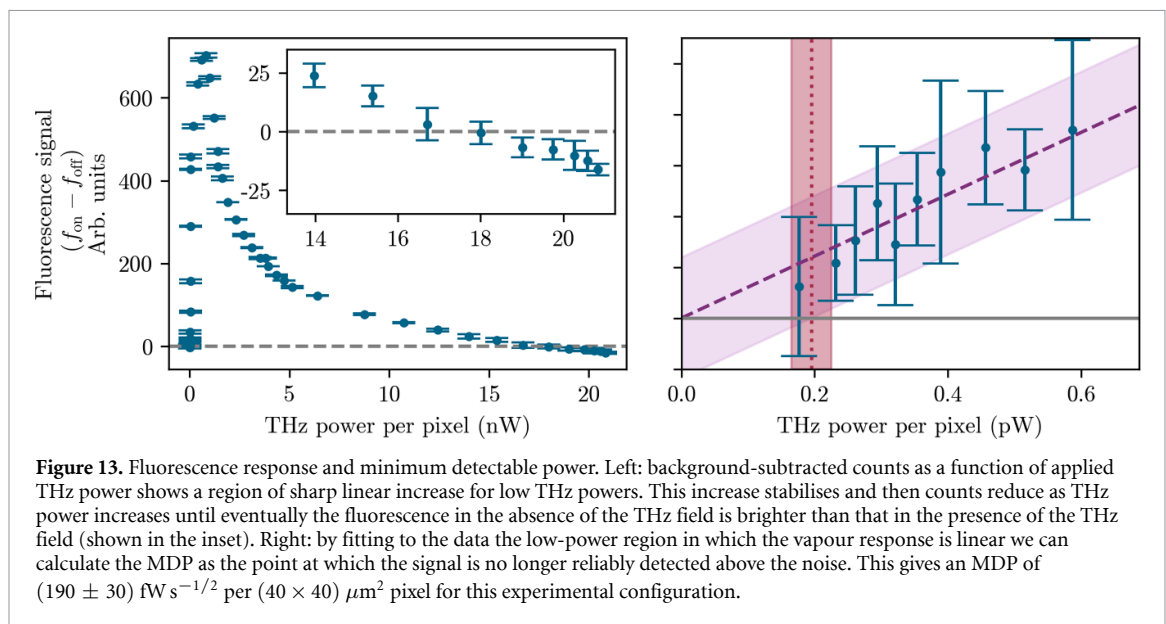 600
400
200
0
0
5
10
15
20
THz power per pixel (nW)
Fluorescence signal
(f_on − f_off)
Arb. units
25
0
-25
14
16
18
20
0.0
0.2
0.4
0.6
THz power per pixel (pW)
Figure 13. Fluorescence response and minimum detectable power. Left: background-subtracted counts as a function of applied
THz power shows a region of sharp linear increase for low THz powers. This increase stabilises and then counts reduce as THz
power increases until eventually the fluorescence in the absence of the THz field is brighter than that in the presence of the THz
field (shown in the inset). Right: by fitting to the data the low-power region in which the vapour response is linear we can
calculate the MDP as the point at which the signal is no longer reliably detected above the noise. This gives an MDP of
(190 ± 30) fW s^−1/2 per (40 × 40) μm² pixel for this experimental configuration.